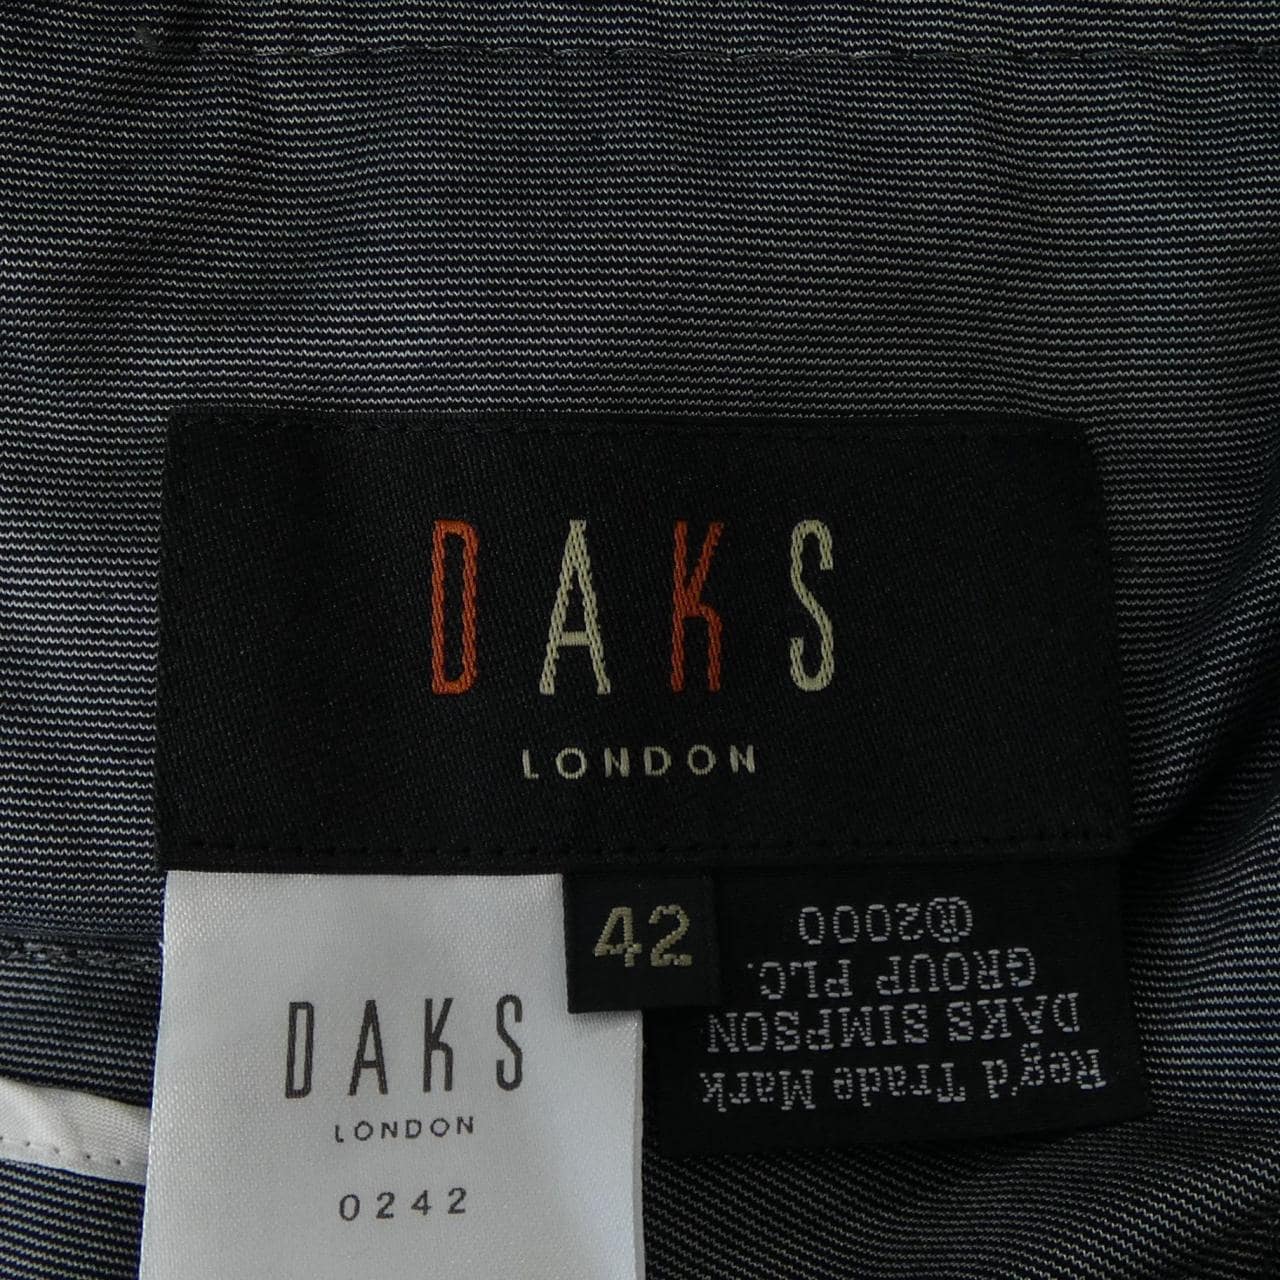 DAKS
LONDON
42
DAKS
LONDON
0242
Reg'd Trade Mark
DAKS SIMPSON
GROUP PLC.
®2000